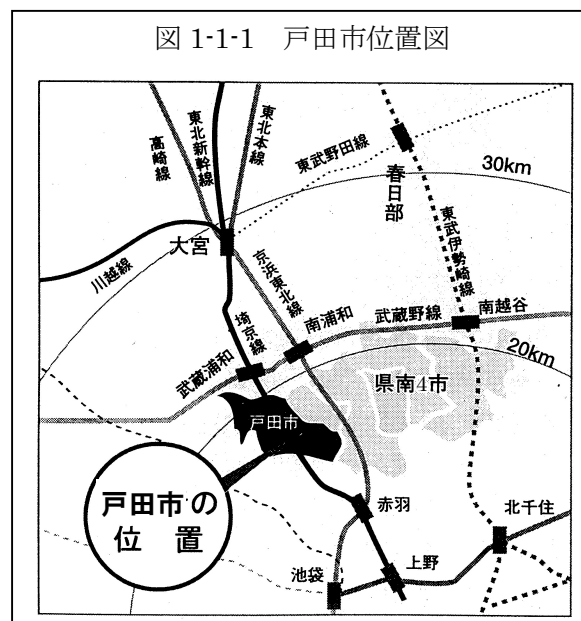 図 1-1-1　戸田市位置図
高崎線
東北新幹線
東北本線
東武野田線
春日部
30km
東武伊勢崎線
大宮
川越線
京浜東北線
埼京線
南浦和
武蔵野線
南越谷
20km
武蔵浦和
県南4市
戸田市
戸田市の
位　置
赤羽
北千住
池袋
上野